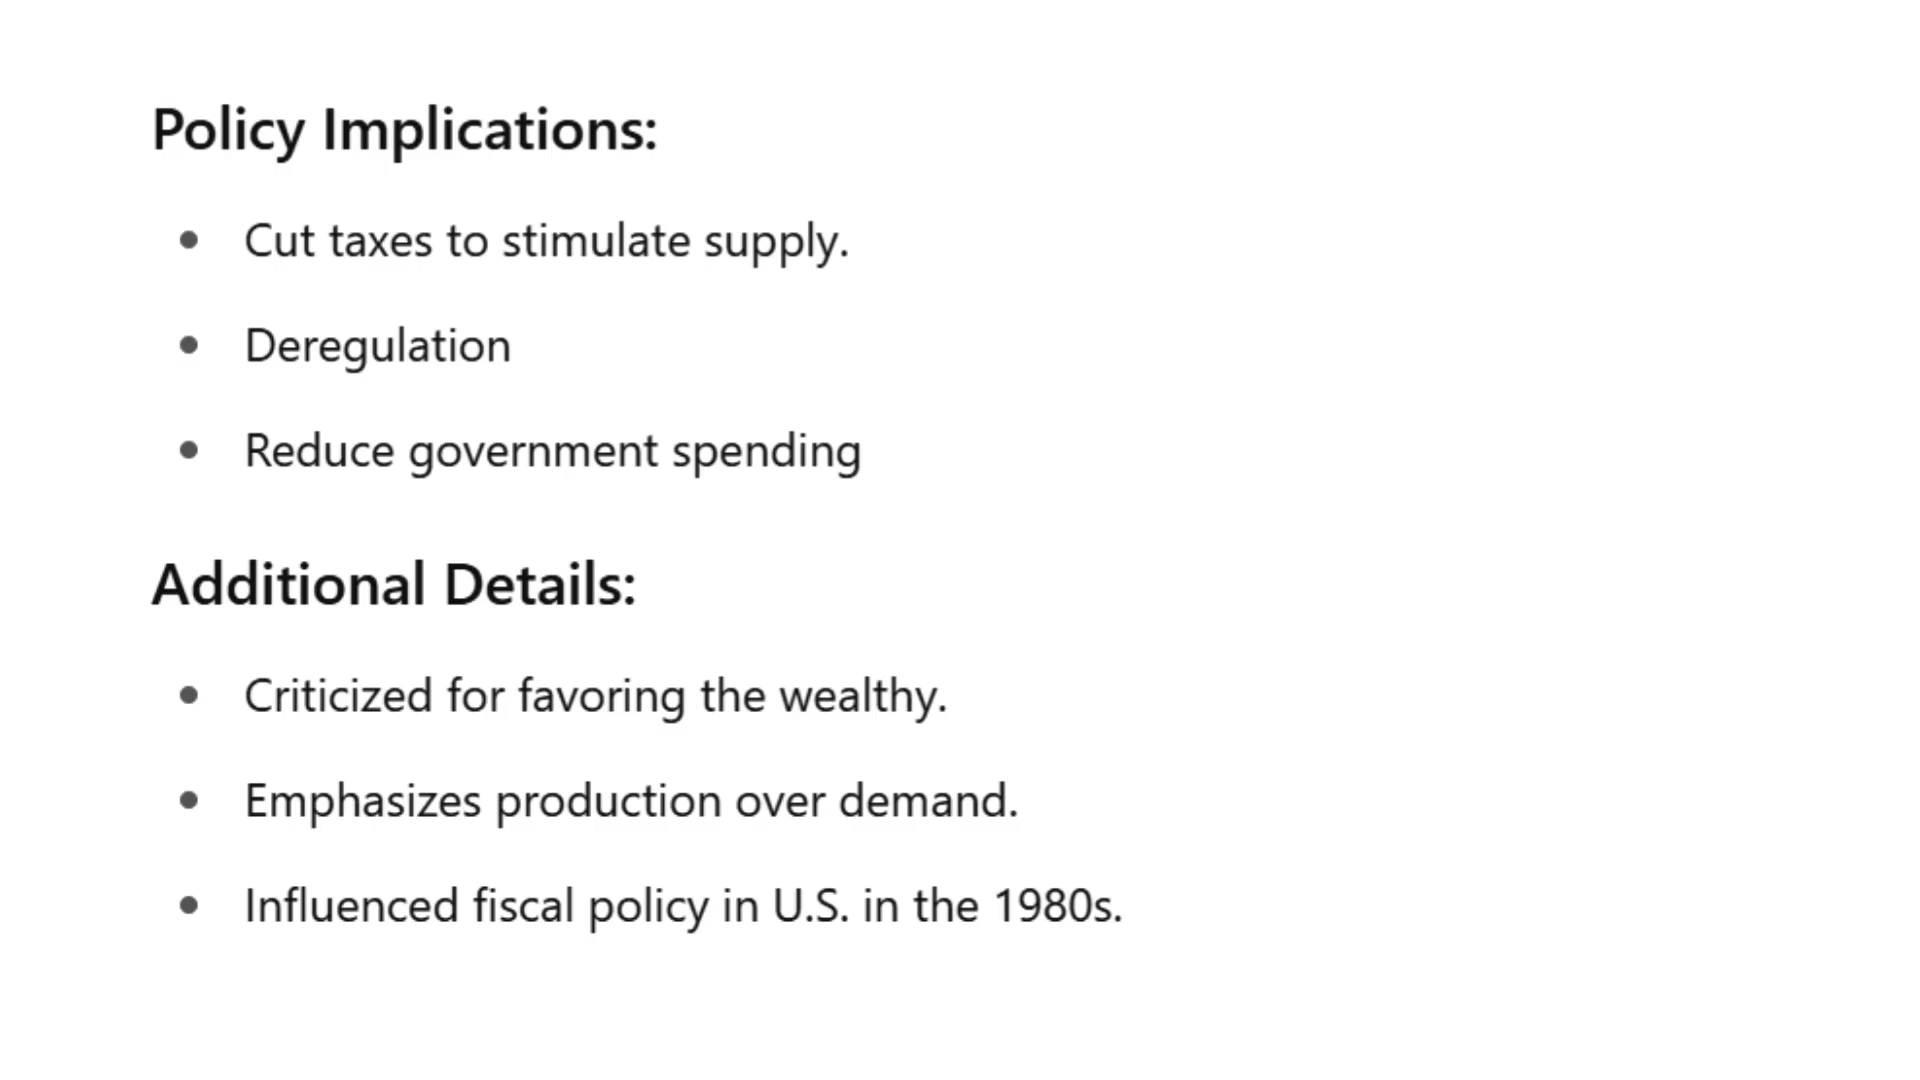 Policy Implications:
Cut taxes to stimulate supply.
Deregulation
Reduce government spending
Additional Details:
Criticized for favoring the wealthy.
Emphasizes production over demand.
Influenced fiscal policy in U.S. in the 1980s.